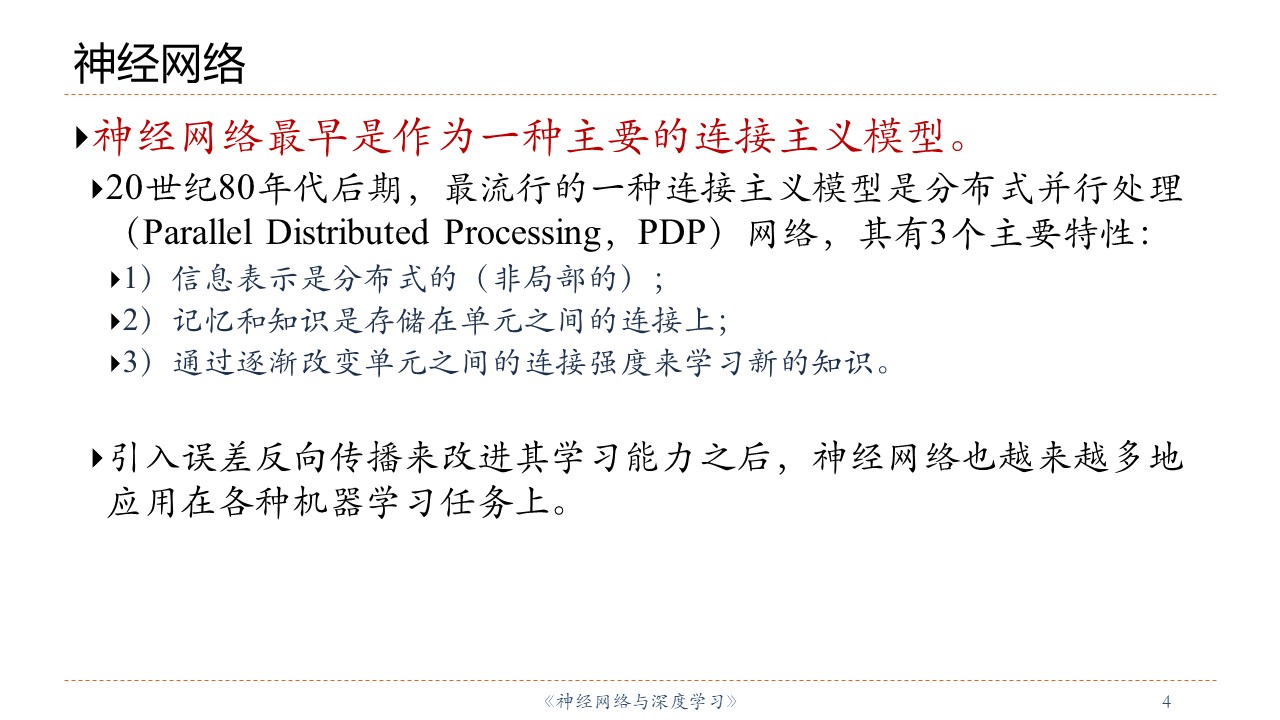 神经网络
神经网络最早是作为一种主要的连接主义模型。
20世纪80年代后期，最流行的一种连接主义模型是分布式并行处理
（Parallel Distributed Processing，PDP）网络，其有3个主要特性：
1）信息表示是分布式的（非局部的）；
2）记忆和知识是存储在单元之间的连接上；
3）通过逐渐改变单元之间的连接强度来学习新的知识。
引入误差反向传播来改进其学习能力之后，神经网络也越来越多地
应用在各种机器学习任务上。
《神经网络与深度学习》
4